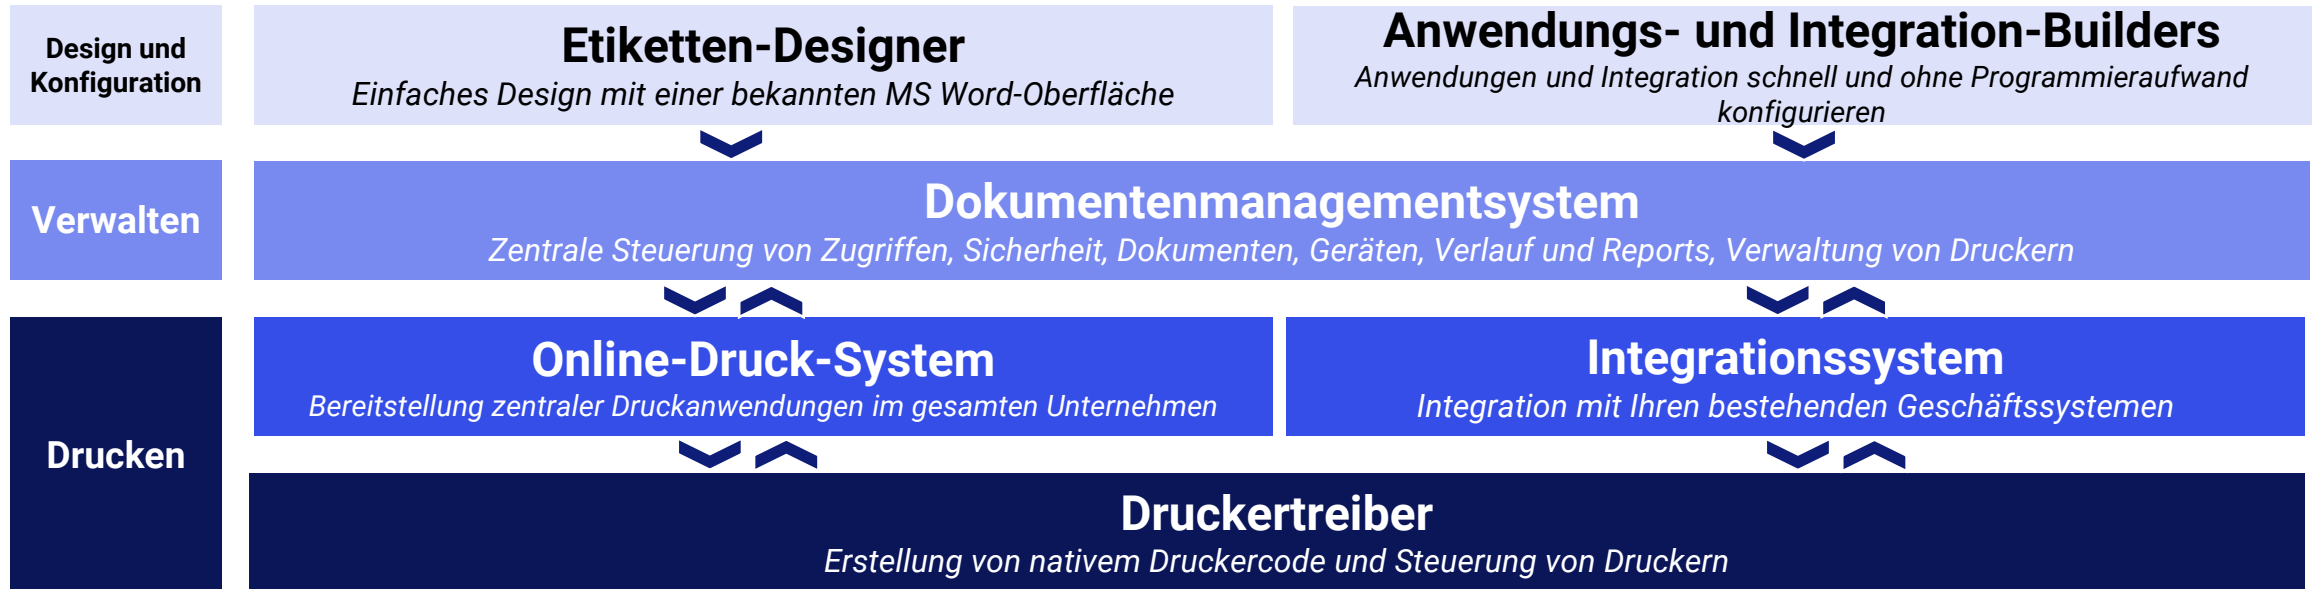 Design und
Konfiguration
Etiketten-Designer
Einfaches Design mit einer bekannten MS Word-Oberfläche
Anwendungs- und Integration-Builders
Anwendungen und Integration schnell und ohne Programmieraufwand
konfigurieren
Verwalten
Dokumentenmanagementsystem
Zentrale Steuerung von Zugriffen, Sicherheit, Dokumenten, Geräten, Verlauf und Reports, Verwaltung von Druckern
Drucken
Online-Druck-System
Bereitstellung zentraler Druckanwendungen im gesamten Unternehmen
Integrationssystem
Integration mit Ihren bestehenden Geschäftssystemen
Druckertreiber
Erstellung von nativem Druckercode und Steuerung von Druckern